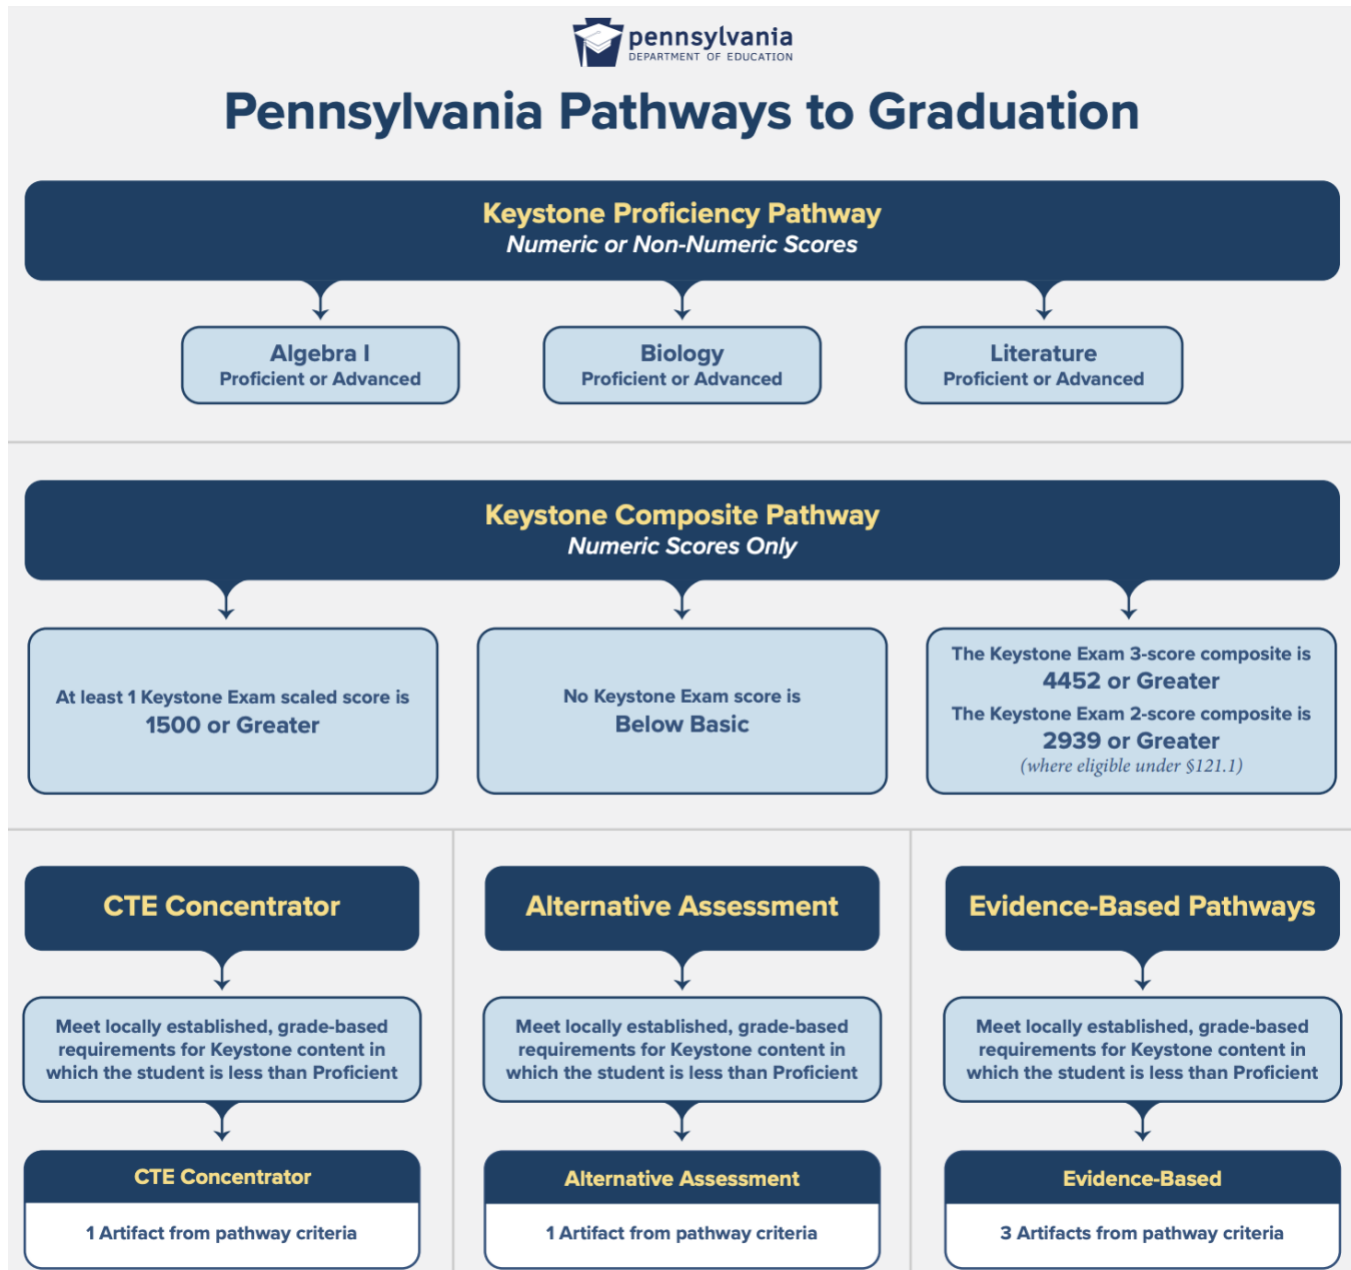 pennsylvania
DEPARTMENT OF EDUCATION
Pennsylvania Pathways to Graduation
Keystone Proficiency Pathway
Numeric or Non-Numeric Scores
Algebra I
Proficient or Advanced
Biology
Proficient or Advanced
Literature
Proficient or Advanced
Keystone Composite Pathway
Numeric Scores Only
At least 1 Keystone Exam scaled score is
1500 or Greater
No Keystone Exam score is
Below Basic
The Keystone Exam 3-score composite is
4452 or Greater
The Keystone Exam 2-score composite is
2939 or Greater
(where eligible under $121.1)
CTE Concentrator
Meet locally established, grade-based
requirements for Keystone content in
which the student is less than Proficient
CTE Concentrator
1 Artifact from pathway criteria
Alternative Assessment
Meet locally established, grade-based
requirements for Keystone content in
which the student is less than Proficient
Alternative Assessment
1 Artifact from pathway criteria
Evidence-Based Pathways
Meet locally established, grade-based
requirements for Keystone content in
which the student is less than Proficient
Evidence-Based
3 Artifacts from pathway criteria